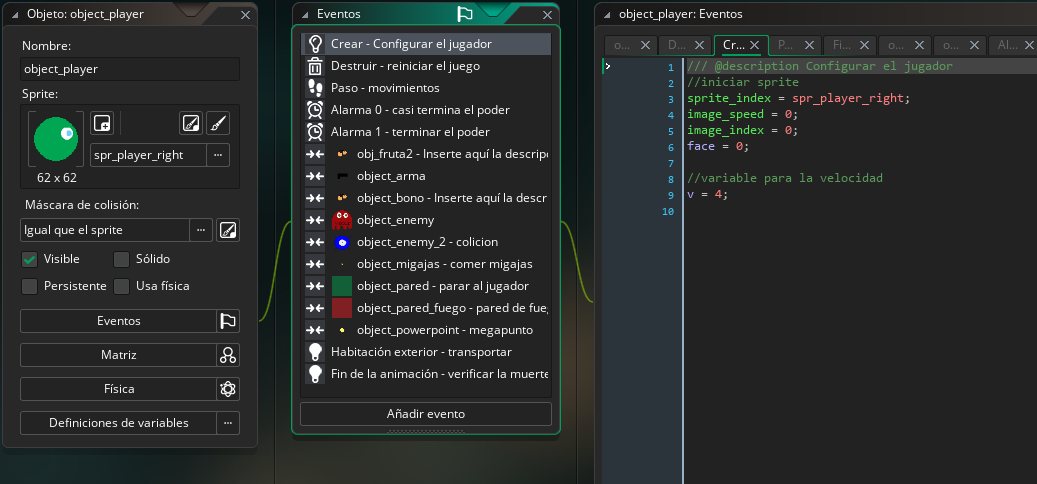 Objeto: object_player
Nombre:
object_player
Sprite:
spr_player_right
62 x 62
Máscara de colisión:
Igual que el sprite
Visible
Sólido
Persistente
Usa física
Eventos
Matriz
Física
Definiciones de variables
Eventos
Crear - Configurar el jugador
Destruir - reiniciar el juego
Paso - movimientos
Alarma 0 - casi termina el poder
Alarma 1 - terminar el poder
obj_fruta2 - Inserte aquí la descripc
object_arma
object_bono - Inserte aquí la descr
object_enemy
object_enemy_2 - colicion
object_migajas - comer migajas
object_pared - parar al jugador
object_pared_fuego - pared de fueg
object_powerpoint - megapunto
Habitación exterior - transportar
Fin de la animación - verificar la muerte
Añadir evento
object_player: Eventos
o... D... Cr... P... Fi... o... o... Al...
1 /// @description Configurar el jugador
2 //iniciar sprite
3 sprite_index = spr_player_right;
4 image_speed = 0;
5 image_index = 0;
6 face = 0;
7
8 //variable para la velocidad
9 v = 4;
10